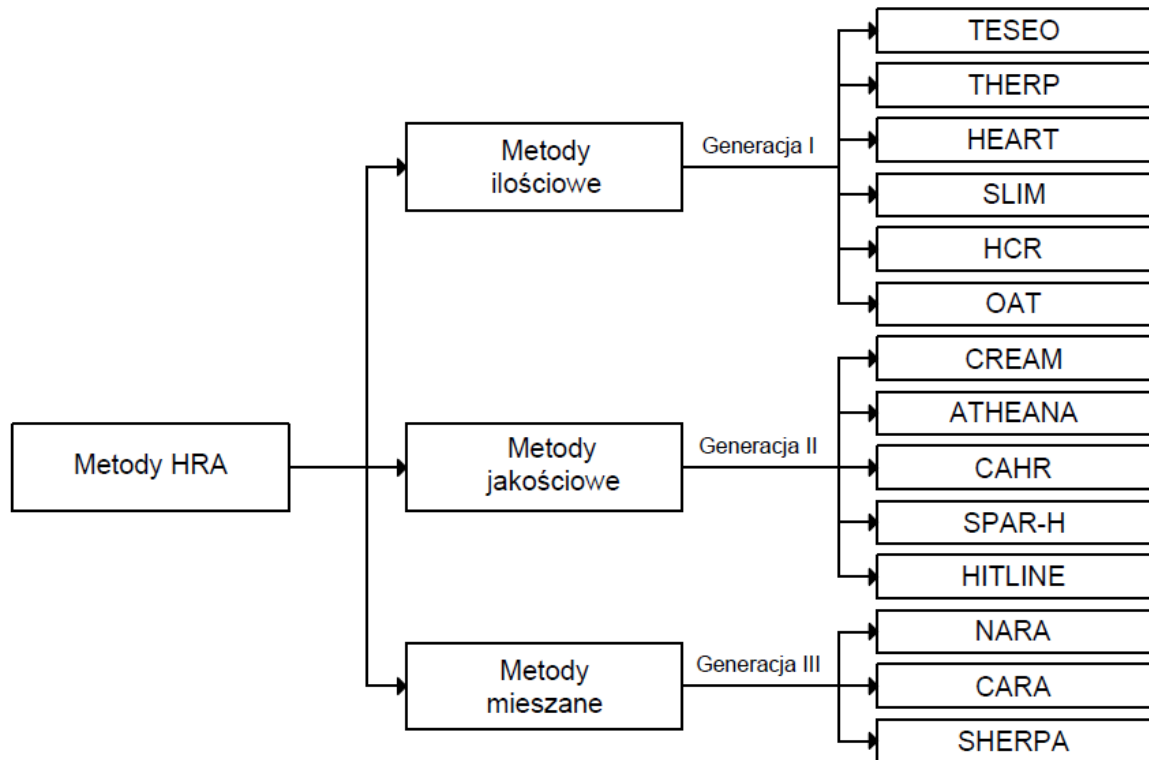 TESEO
THERP
Metody
ilościowe
Generacja I
HEART
SLIM
HCR
OAT
CREAM
ATHEANA
Metody HRA
Metody
jakościowe
Generacja II
CAHR
SPAR-H
HITLINE
NARA
Metody
mieszane
Generacja III
CARA
SHERPA